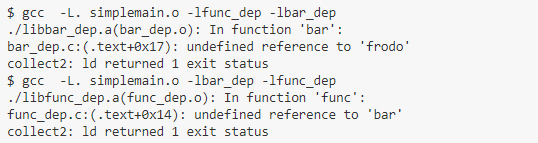 $ gcc  -L. simplemain.o -lfunc_dep -lbar_dep
./libbar_dep.a(bar_dep.o): In function 'bar':
bar_dep.c:(.text+0x17): undefined reference to 'frodo'
collect2: ld returned 1 exit status
$ gcc  -L. simplemain.o -lbar_dep -lfunc_dep
./libfunc_dep.a(func_dep.o): In function 'func':
func_dep.c:(.text+0x14): undefined reference to 'bar'
collect2: ld returned 1 exit status